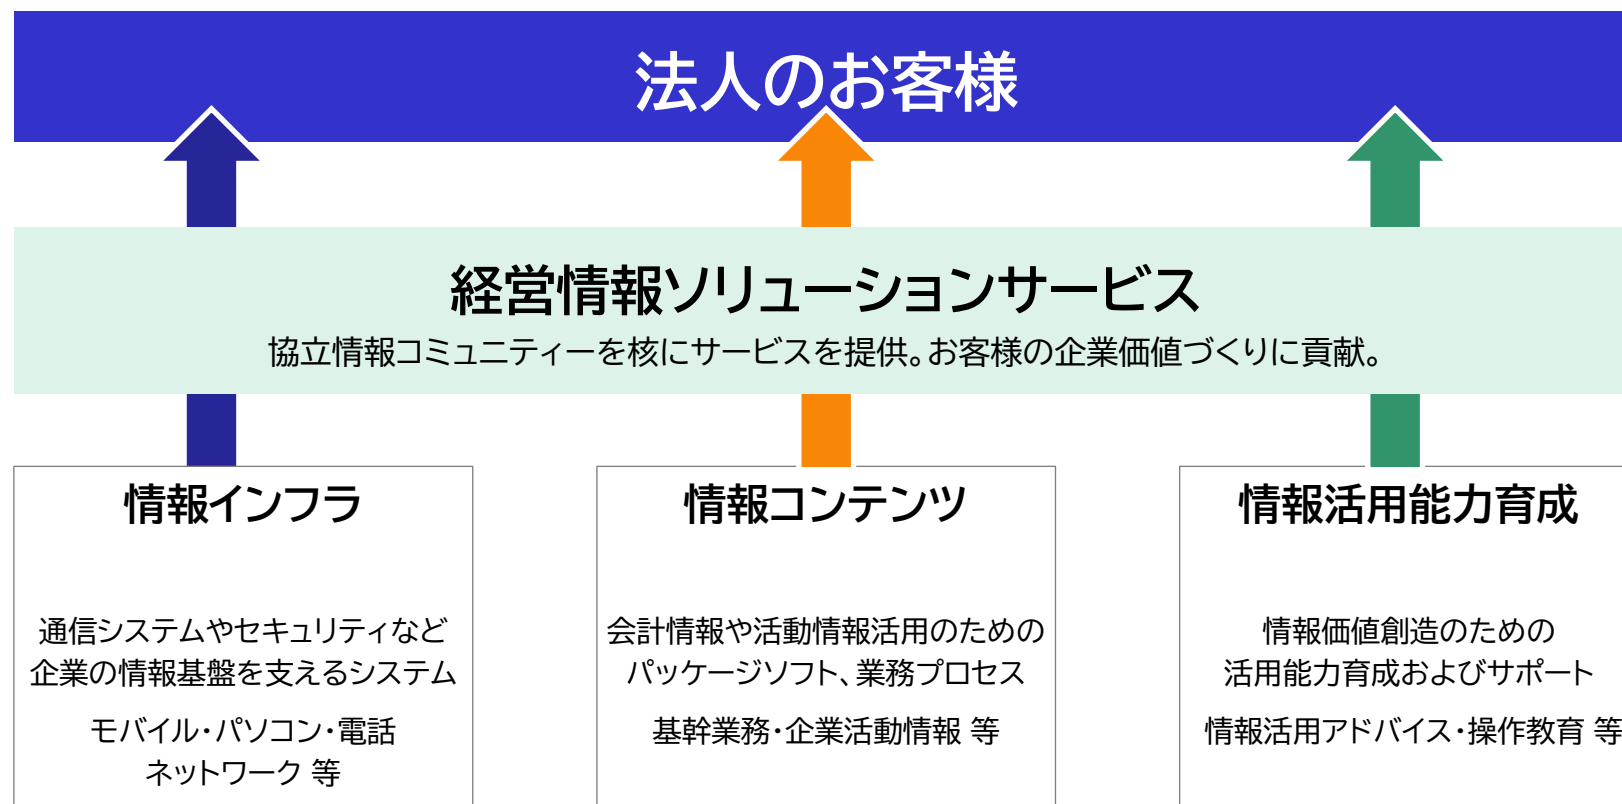 法人のお客様
経営情報ソリューションサービス
協立情報コミュニティーを核にサービスを提供。お客様の企業価値づくりに貢献。
情報インフラ
通信システムやセキュリティなど
企業の情報基盤を支えるシステム
モバイル・パソコン・電話
ネットワーク 等
情報コンテンツ
会計情報や活動情報活用のための
パッケージソフト、業務プロセス
基幹業務・企業活動情報 等
情報活用能力育成
情報価値創造のための
活用能力育成およびサポート
情報活用アドバイス・操作教育 等